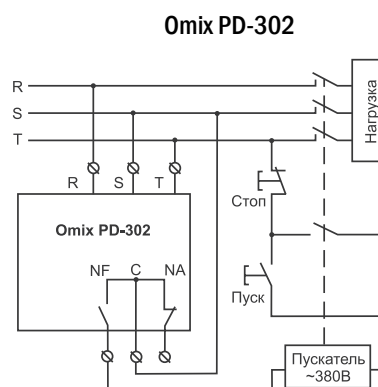 Omix PD-302
R
S
T
Нагрузка
R S T
Стоп
Omix PD-302
NF C NA
Пуск
Пускатель
~380В